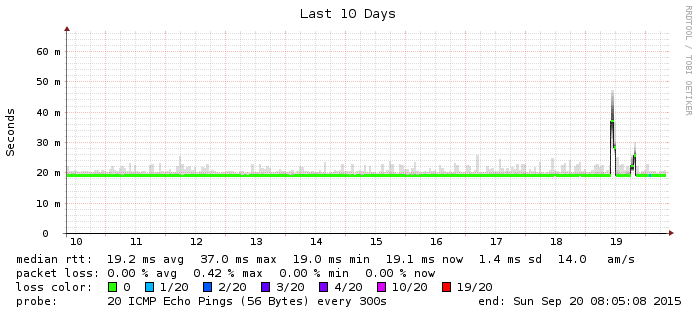 Last 10 Days
RRDTOOL / TOBI OETIKER
Seconds
60 m
50 m
40 m
30 m
20 m
10 m
0
10 11 12 13 14 15 16 17 18 19
median rtt: 19.2 ms avg 37.0 ms max 19.0 ms min 19.1 ms now 1.4 ms sd 14.0 am/s
packet loss: 0.00 % avg 0.42 % max 0.00 % min 0.00 % now
loss color: 0 1/20 2/20 3/20 4/20 10/20 19/20
probe: 20 ICMP Echo Pings (56 Bytes) every 300s end: Sun Sep 20 08:05:08 2015